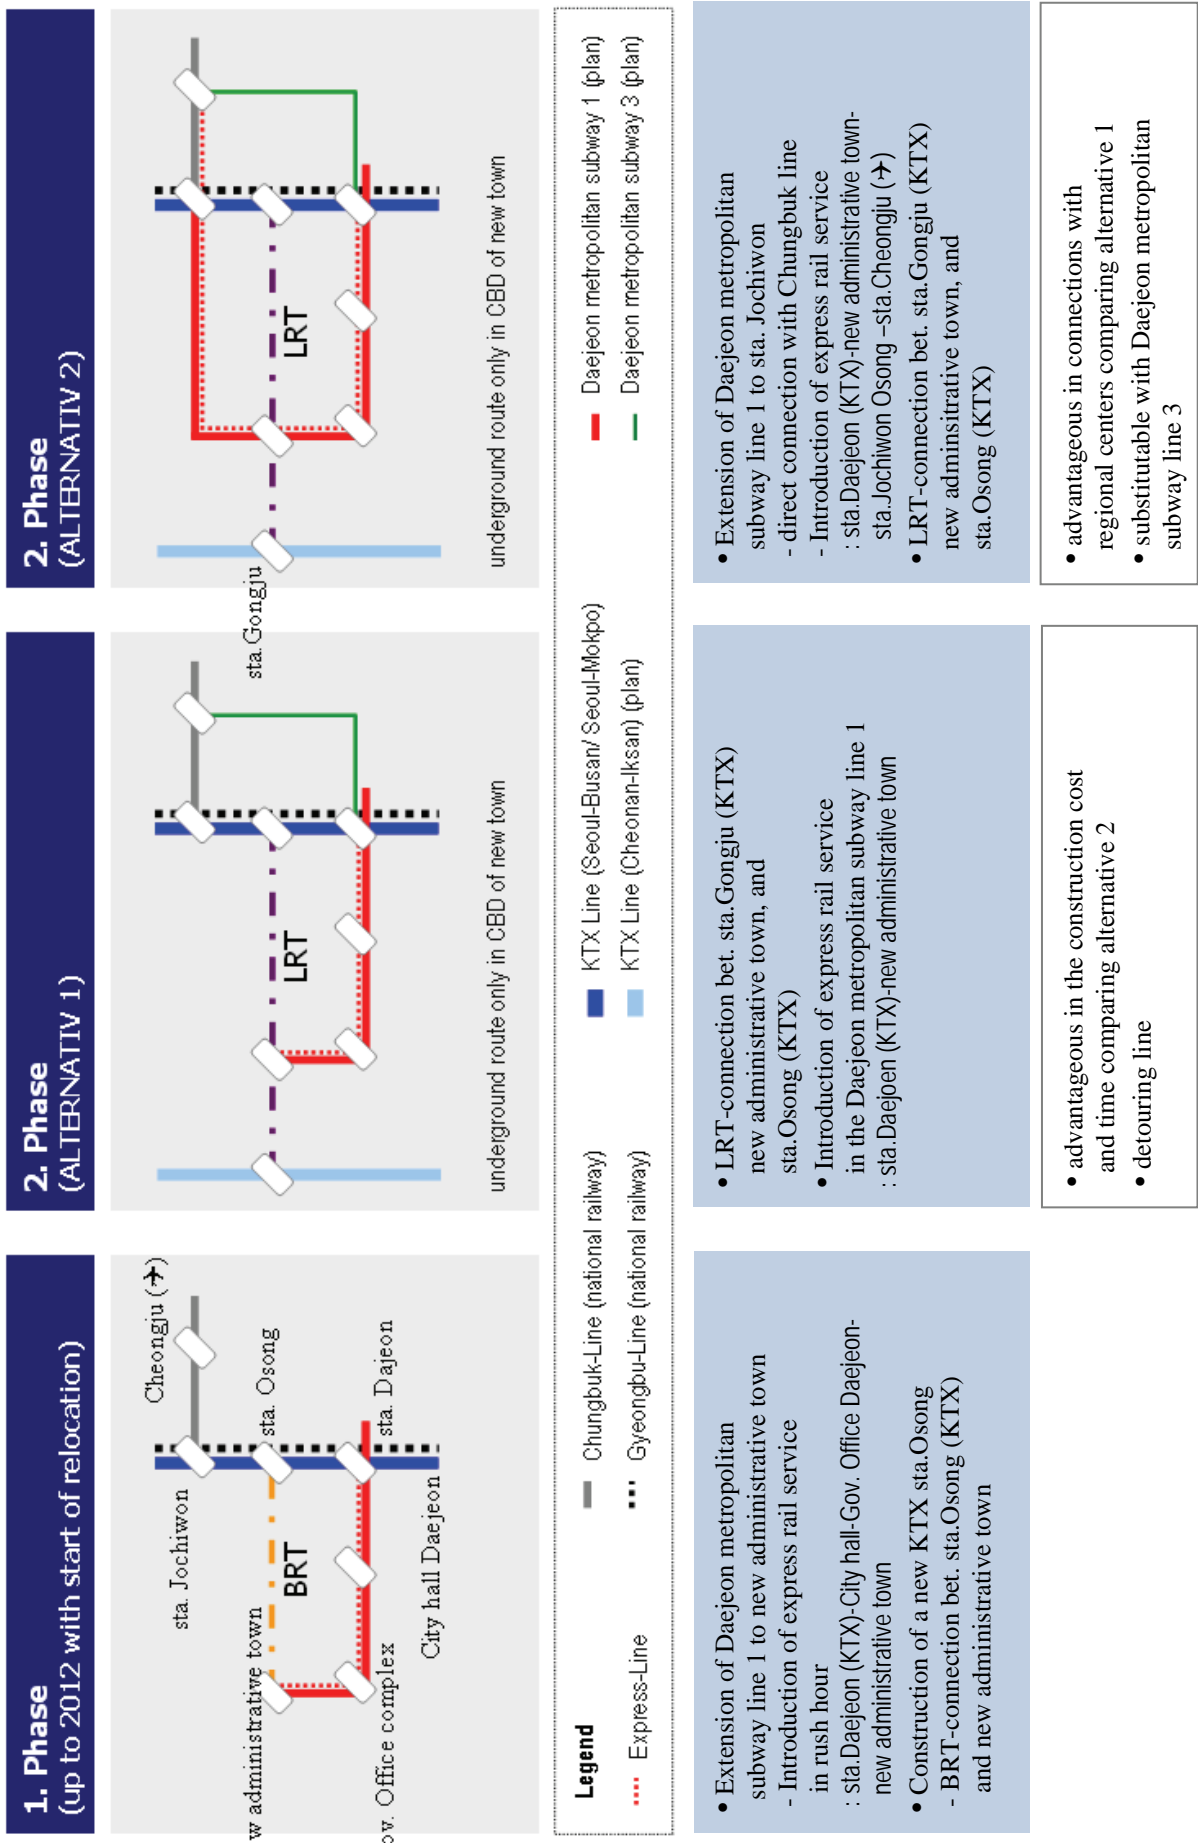 1. Phase
(up to 2012 with start of relocation)
Cheongju (✈)
sta. Jochiwon
sta. Osong
w administrative town
BRT
sta. Dajeon
ov. Office complex
City hall Daejeon
2. Phase
(ALTERNATIV 1)
LRT
underground route only in CBD of new town
2. Phase
(ALTERNATIV 2)
sta.Gongju
LRT
underground route only in CBD of new town
Legend
Express-Line
Chungbuk-Line (national railway)
Gyeongbu-Line (national railway)
KTX Line (Seoul-Busan/ Seoul-Mokpo)
KTX Line (Cheonan-Iksan) (plan)
Daejeon metropolitan subway 1 (plan)
Daejeon metropolitan subway 3 (plan)
• Extension of Daejeon metropolitan
subway line 1 to new administrative town
- Introduction of express rail service
in rush hour
: sta.Daejeon (KTX)-City hall-Gov. Office Daejeon-
new administrative town
• Construction of a new KTX sta.Osong
- BRT-connection bet. sta.Osong (KTX)
and new administrative town
• LRT-connection bet. sta.Gongju (KTX)
new administrative town, and
sta.Osong (KTX)
• Introduction of express rail service
in the Daejeon metropolitan subway line 1
: sta.Daejoen (KTX)-new administrative town
• Extension of Daejeon metropolitan
subway line 1 to sta. Jochiwon
- direct connection with Chungbuk line
- Introduction of express rail service
: sta.Daejeon (KTX)-new administrative town-
sta.Jochiwon Osong –sta.Cheongju (✈)
• LRT-connection bet. sta.Gongju (KTX)
new adminsitrative town, and
sta.Osong (KTX)
• advantageous in the construction cost
and time comparing alternative 2
• detouring line
• advantageous in connections with
regional centers comparing alternative 1
• substitutable with Daejeon metropolitan
subway line 3